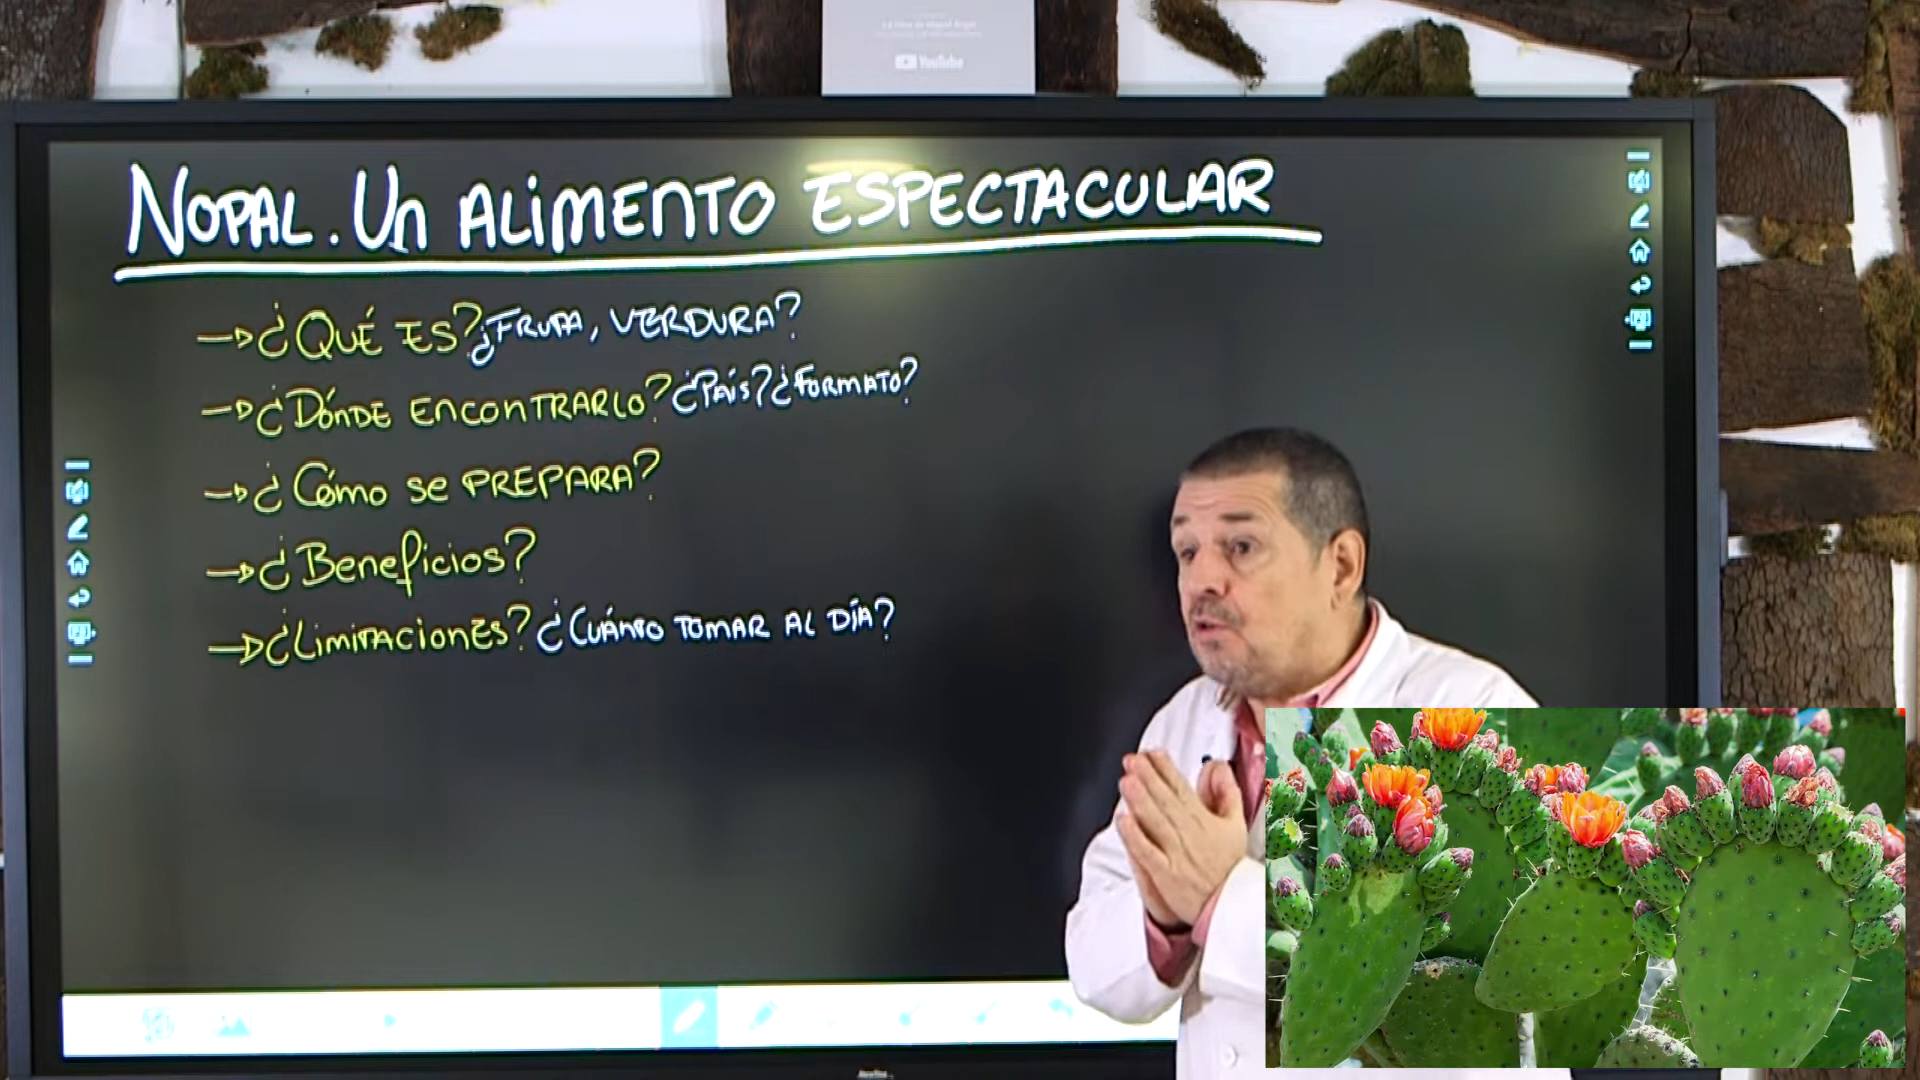 YouTube
NOPAL. Un ALIMENTO ESPECTACULAR
→ ¿QUÉ ES? ¿FRUTA, VERDURA?
→ ¿DÓNDE ENCONTRARLO? ¿PAÍS? ¿FORMATO?
→ ¿Cómo se PREPARA?
→ ¿Beneficios?
→ ¿LIMITACIONES? ¿CUÁNTO TOMAR AL DÍA?